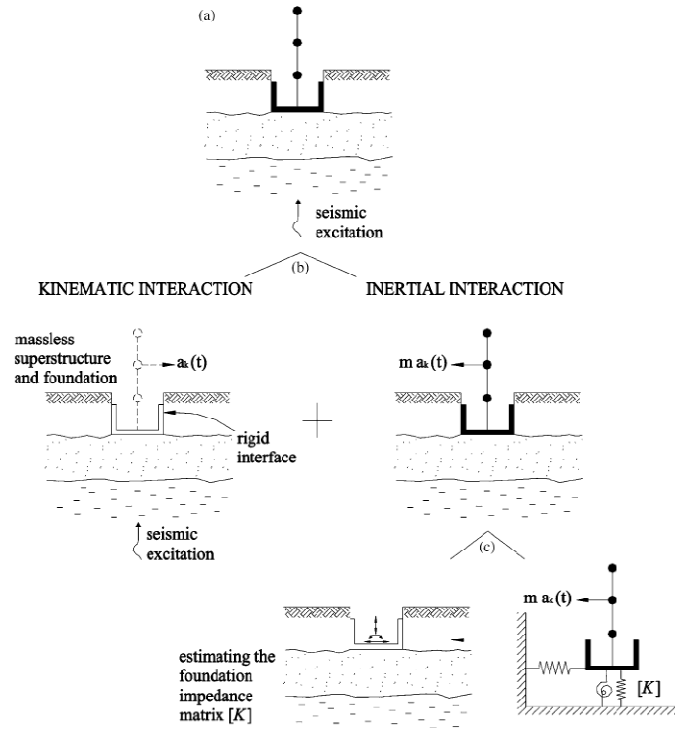 (a)
seismic
excitation
(b)
KINEMATIC INTERACTION
INERTIAL INTERACTION
massless
superstructure
and foundation
aₖ(t)
rigid
interface
seismic
excitation
m aₖ(t)
(c)
estimating the
foundation
impedance
matrix [K]
m aₖ(t)
[K]